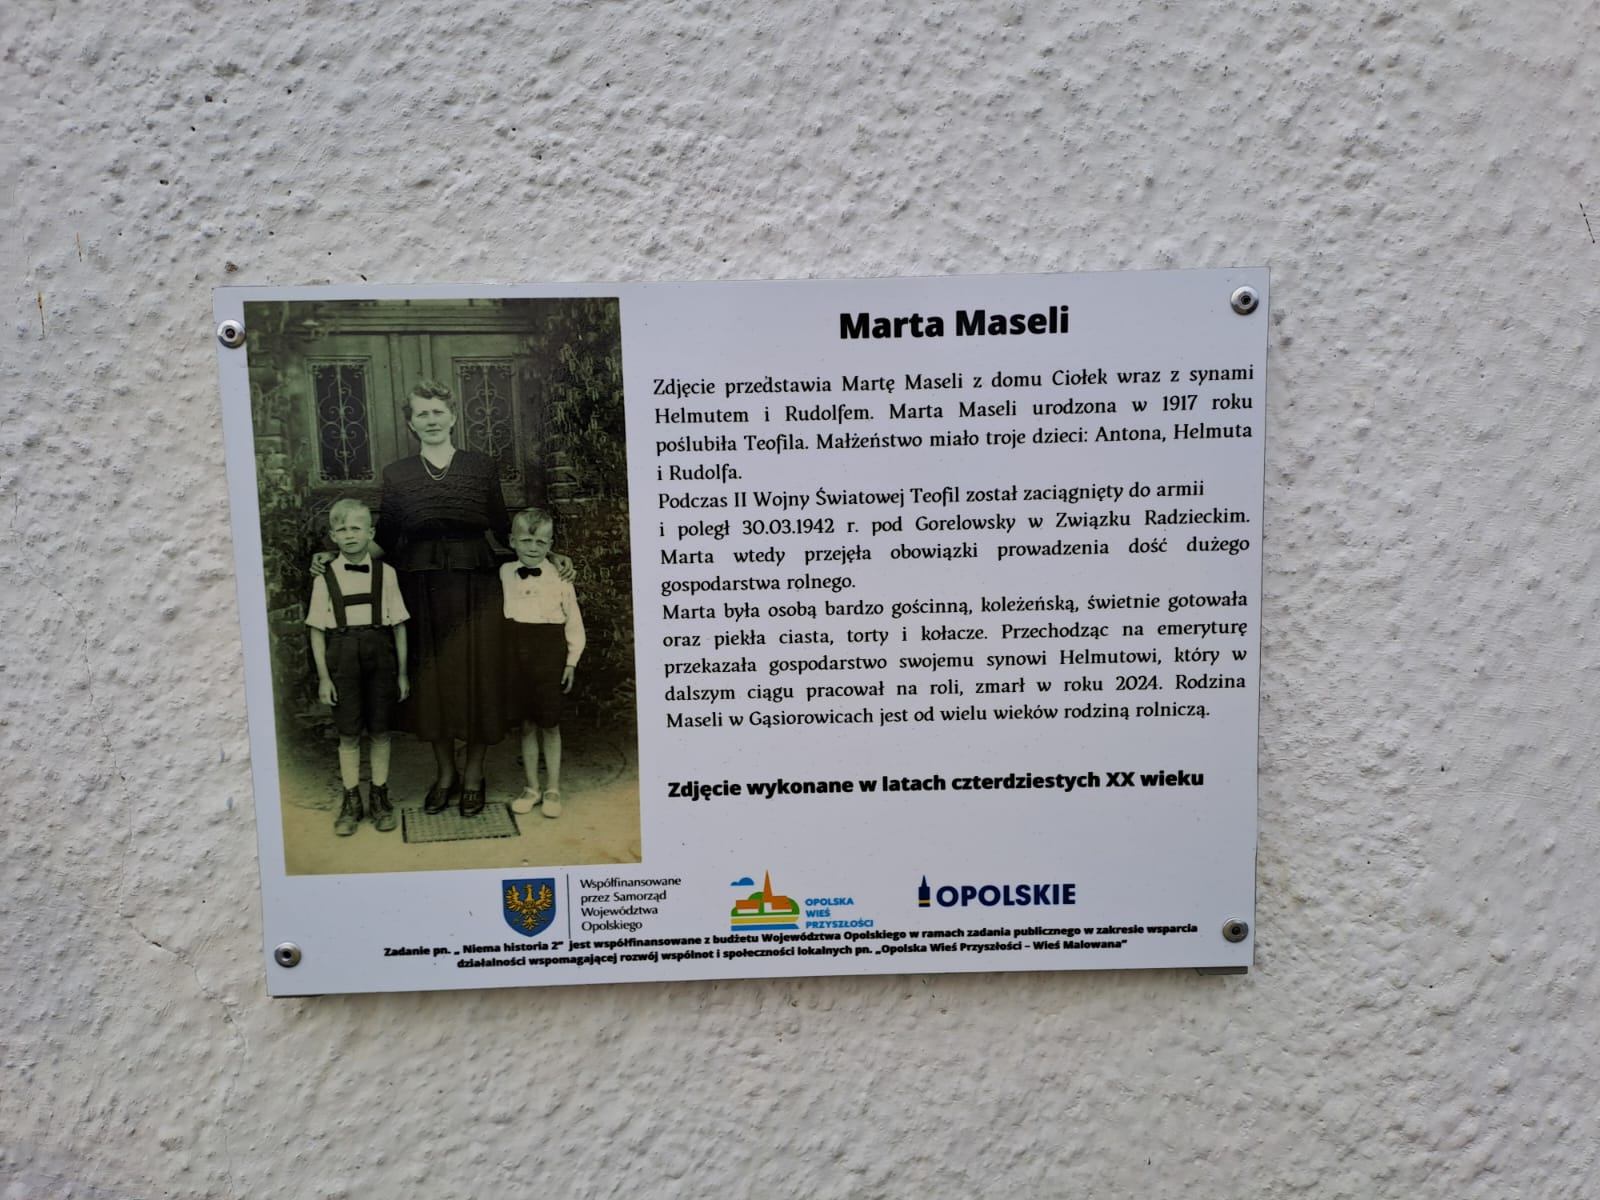 Marta Maseli
Zdjęcie przedstawia Martę Maseli z domu Ciołek wraz z synami
Helmutem i Rudolfem. Marta Maseli urodzona w 1917 roku
poślubiła Teofila. Małżeństwo miało troje dzieci: Antona, Helmuta
i Rudolfa.
Podczas II Wojny Światowej Teofil został zaciągnięty do armii
i poległ 30.03.1942 r. pod Gorelowsky w Związku Radzieckim.
Marta wtedy przejęła obowiązki prowadzenia dość dużego
gospodarstwa rolnego.
Marta była osobą bardzo gościnną, koleżeńską, świetnie gotowała
oraz piekła ciasta, torty i kołacze. Przechodząc na emeryturę
przekazała gospodarstwo swojemu synowi Helmutowi, który w
dalszym ciągu pracował na roli, zmarł w roku 2024. Rodzina
Maseli w Gąsiorowicach jest od wielu wieków rodziną rolniczą.
Zdjęcie wykonane w latach czterdziestych XX wieku
Współfinansowane
przez Samorząd
Województwa
Opolskiego
OPOLSKA
WIEŚ
PRZYSZŁOŚCI
OPOLSKIE
Zadanie pn. „ Niema historia 2" jest współfinansowane z budżetu Województwa Opolskiego w ramach zadania publicznego w zakresie wsparcia
działalności wspomagającej rozwój wspólnot i społeczności lokalnych pn. „Opolska Wieś Przyszłości – Wieś Malowana"